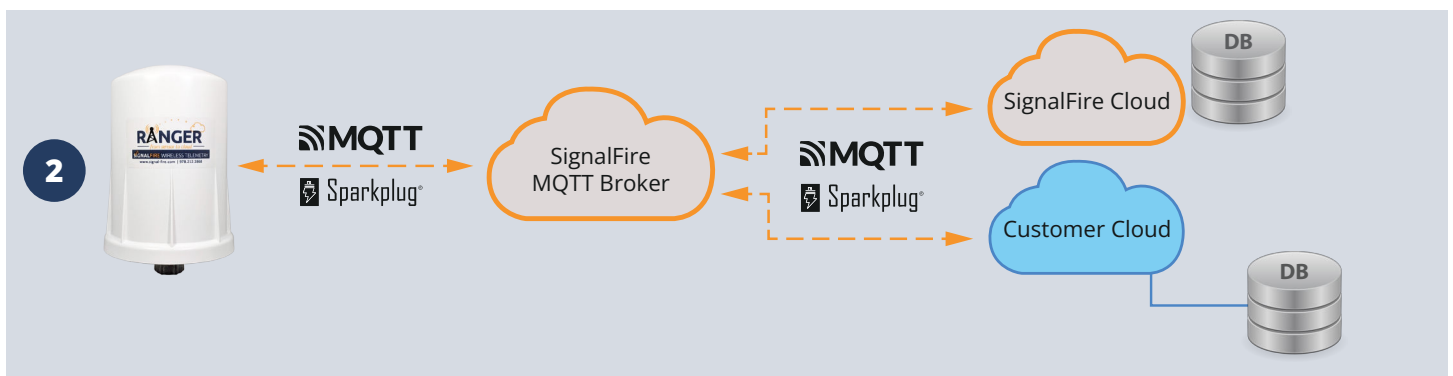 2
RANGER
SIGNALFIRE WIRELESS TELEMETRY
MQTT
Sparkplug®
SignalFire
MQTT Broker
MQTT
Sparkplug®
SignalFire Cloud
DB
Customer Cloud
DB